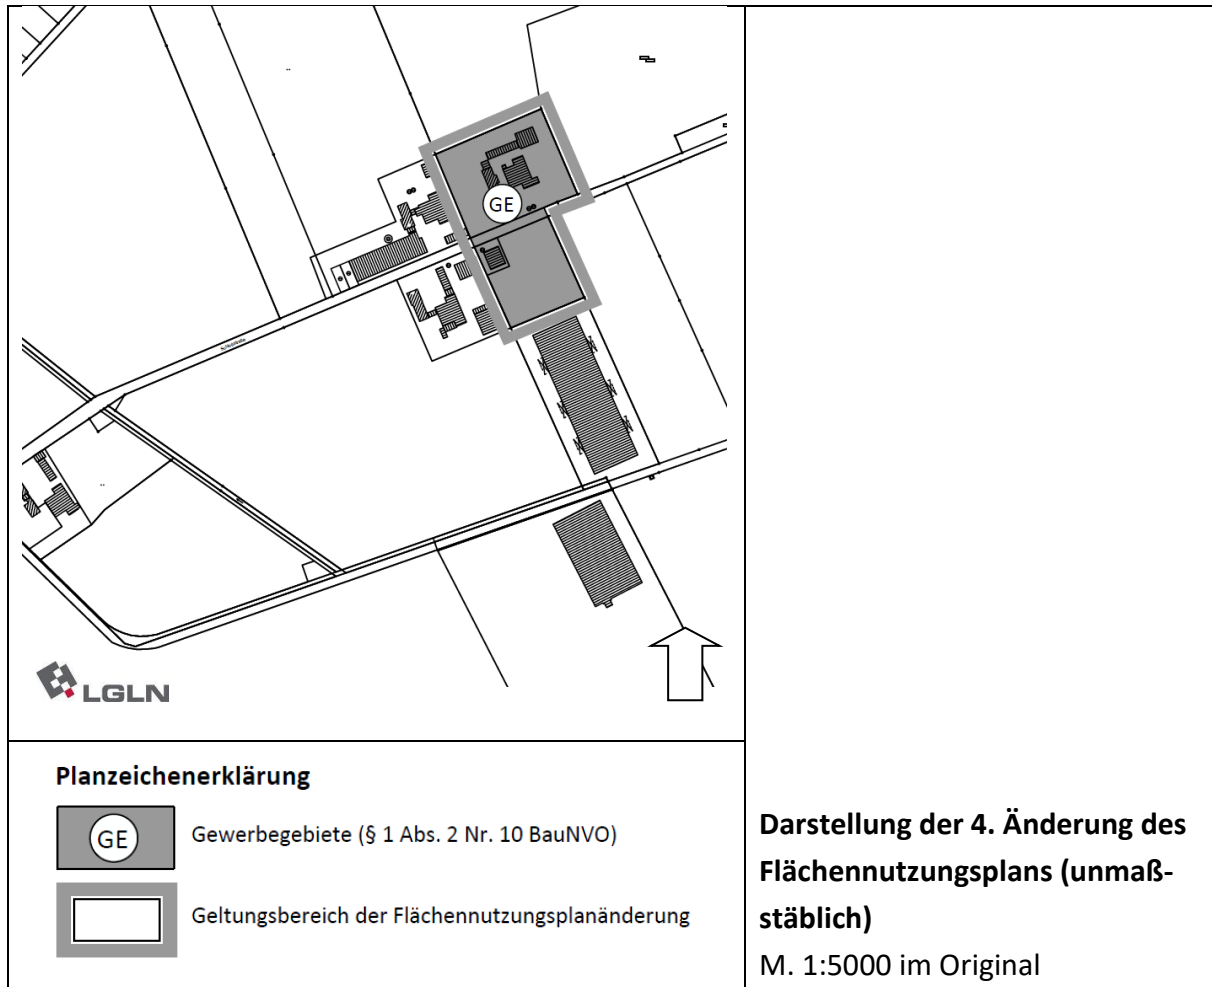 GE
LGLN
Planzeichenerklärung
GE
Gewerbegebiete (§ 1 Abs. 2 Nr. 10 BauNVO)
Geltungsbereich der Flächennutzungsplanänderung
Darstellung der 4. Änderung des
Flächennutzungsplans (unmaß-
stäblich)
M. 1:5000 im Original